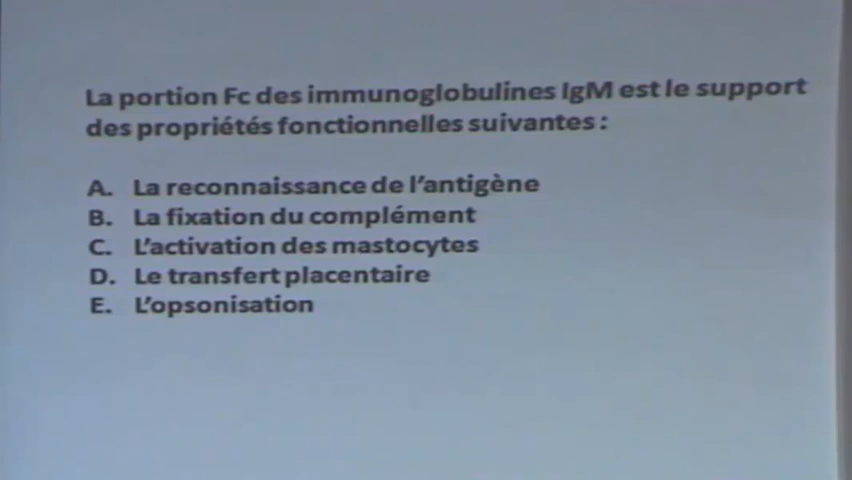 La portion Fc des immunoglobulines IgM est le support
des propriétés fonctionnelles suivantes :
A. La reconnaissance de l'antigène
B. La fixation du complément
C. L'activation des mastocytes
D. Le transfert placentaire
E. L'opsonisation